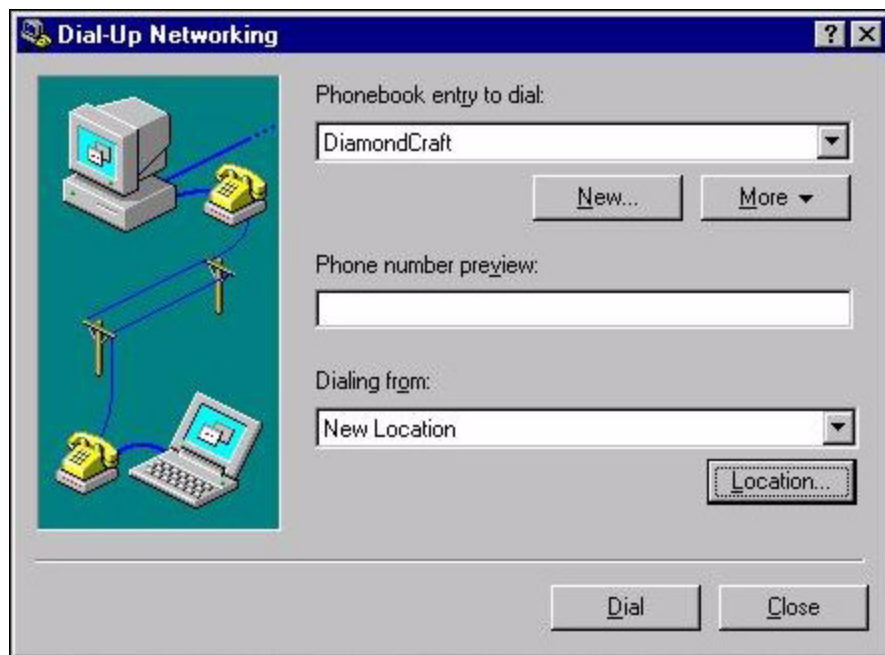 Dial-Up Networking
Phonebook entry to dial:
DiamondCraft
New... More
Phone number preview:
Dialing from:
New Location
Location...
Dial Close